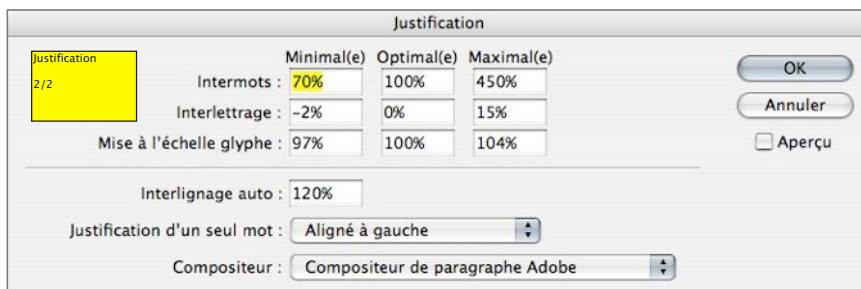 Justification
Justification
2/2
Minimal(e) Optimal(e) Maximal(e)
Intermots : 70% 100% 450%
Interlettrage : -2% 0% 15%
Mise à l'échelle glyphe : 97% 100% 104%
Interlignage auto : 120%
Justification d'un seul mot : Aligné à gauche
Compositeur : Compositeur de paragraphe Adobe
OK
Annuler
Aperçu